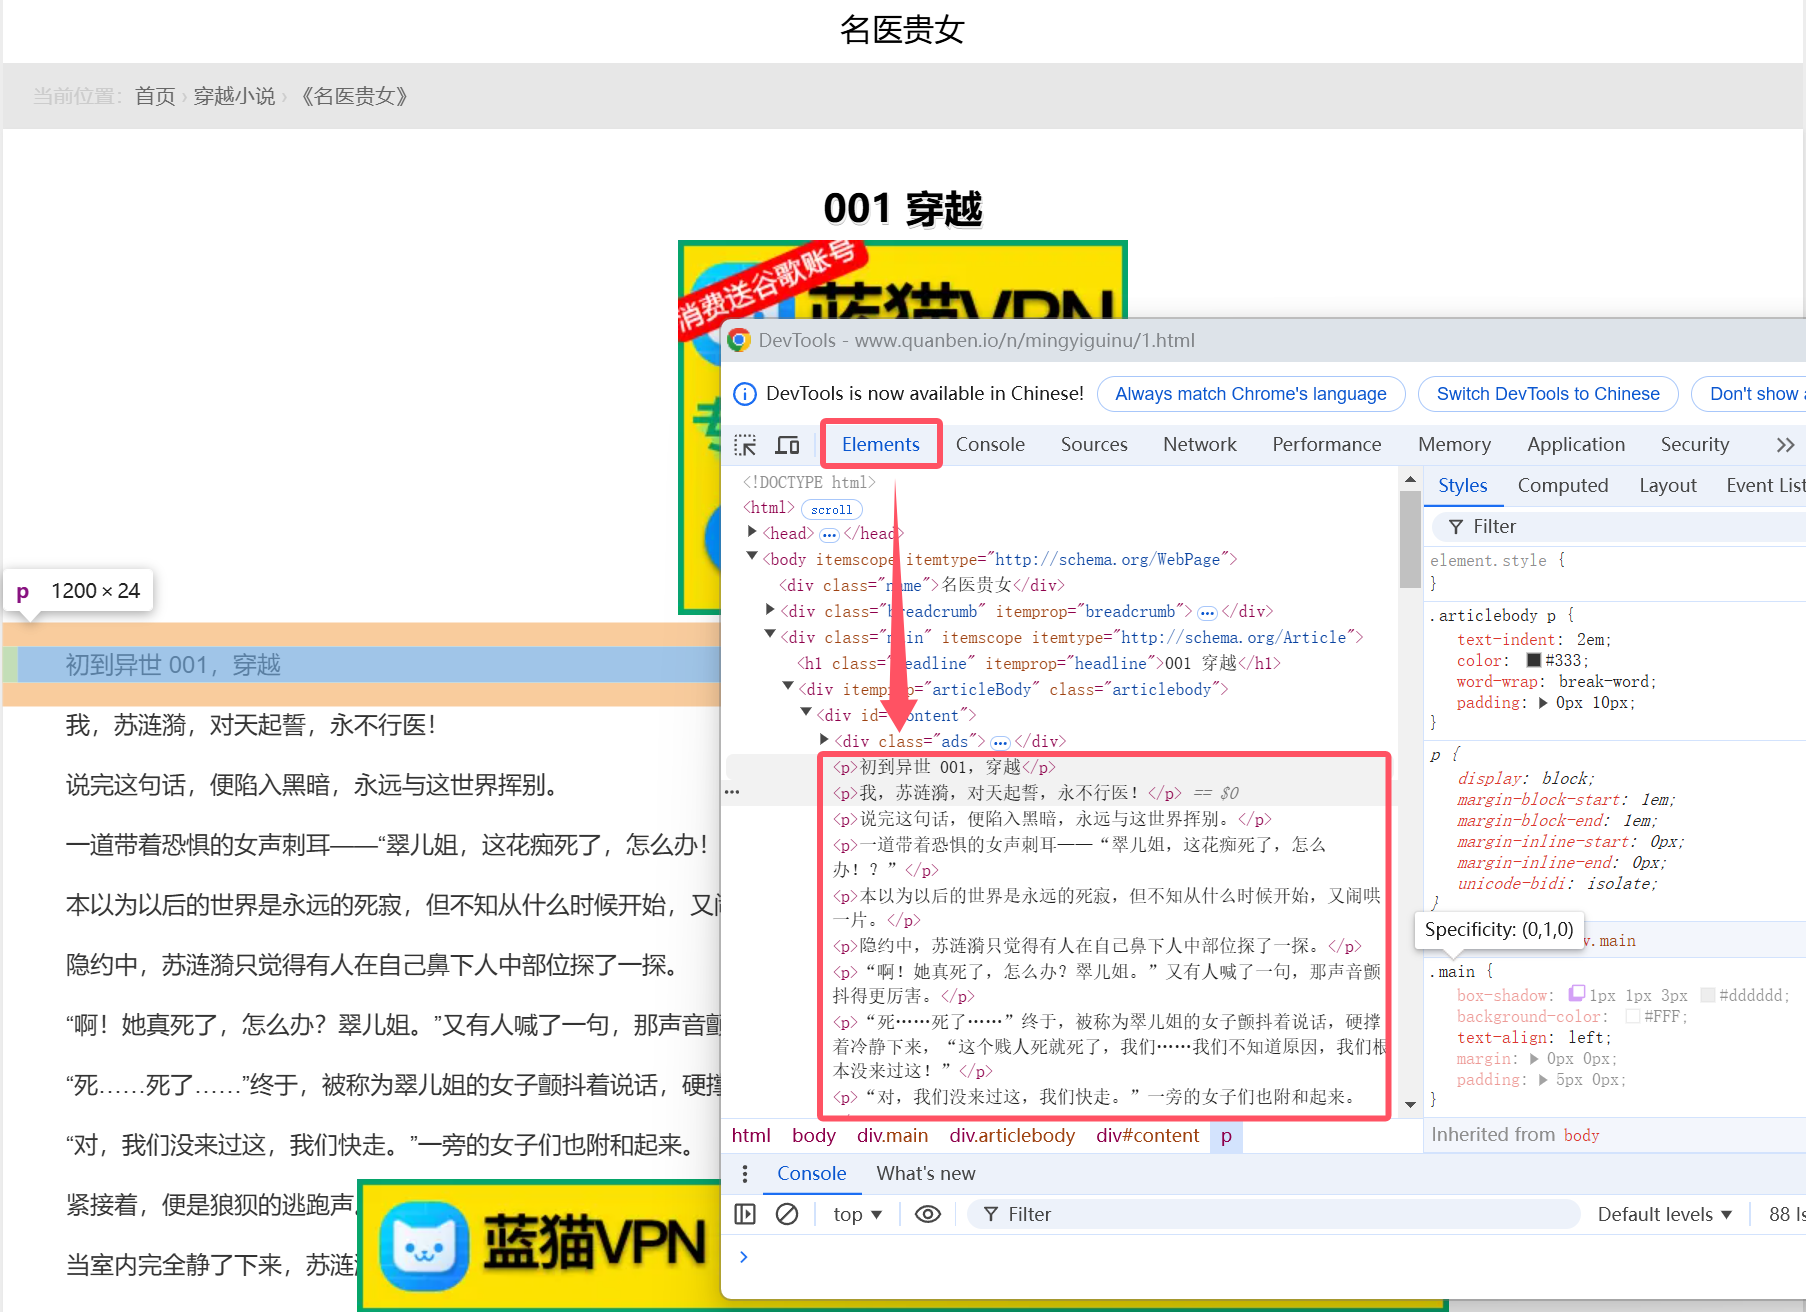 名医贵女
当前位置：首页 › 穿越小说 › 《名医贵女》
001 穿越
消费送谷歌账号
蓝猫VPN
DevTools - www.quanben.io/n/mingyiguinu/1.html
DevTools is now available in Chinese! Always match Chrome's language Switch DevTools to Chinese Don't show
Elements Console Sources Network Performance Memory Application Security
<!DOCTYPE html>
<html> scroll
<head> ··· </head>
<body itemscope itemtype="http://schema.org/WebPage">
<div class="name">名医贵女</div>
<div class="breadcrumb" itemprop="breadcrumb"> ··· </div>
<div class="main" itemscope itemtype="http://schema.org/Article">
<h1 class="headline" itemprop="headline">001 穿越</h1>
<div itemprop="articleBody" class="articlebody">
<div id="content">
<div class="ads"> ··· </div>
<p>初到异世 001，穿越</p>
<p>我，苏涟漪，对天起誓，永不行医！</p> == $0
<p>说完这句话，便陷入黑暗，永远与这世界挥别。</p>
<p>一道带着恐惧的女声刺耳——“翠儿姐，这花痴死了，怎么
办！？”</p>
<p>本以为以后的世界是永远的死寂，但不知从什么时候开始，又闹哄
一片。</p>
<p>隐约中，苏涟漪只觉得有人在自己鼻下人中部位探了一探。</p>
<p>“啊！她真死了，怎么办？翠儿姐。”又有人喊了一句，那声音颤
抖得更厉害。</p>
<p>“死……死了……”终于，被称为翠儿姐的女子颤抖着说话，硬撑
着冷静下来，“这个贱人死就死了，我们……我们不知道原因，我们根
本没来过这！”</p>
<p>“对，我们没来过这，我们快走。”一旁的女子们也附和起来。
html body div.main div.articlebody div#content p
Styles Computed Layout Event List
Filter
element.style {
}
.articlebody p {
text-indent: 2em;
color: #333;
word-wrap: break-word;
padding: 0px 10px;
}
p {
display: block;
margin-block-start: 1em;
margin-block-end: 1em;
margin-inline-start: 0px;
margin-inline-end: 0px;
unicode-bidi: isolate;
}
Specificity: (0,1,0)
v.main
.main {
box-shadow: 1px 1px 3px #dddddd;
background-color: #FFF;
text-align: left;
margin: 0px 0px;
padding: 5px 0px;
}
Inherited from body
Console What's new
top Filter Default levels 88
p 1200 × 24
初到异世 001，穿越
我，苏涟漪，对天起誓，永不行医！
说完这句话，便陷入黑暗，永远与这世界挥别。
一道带着恐惧的女声刺耳——“翠儿姐，这花痴死了，怎么办！
本以为以后的世界是永远的死寂，但不知从什么时候开始，又闹
隐约中，苏涟漪只觉得有人在自己鼻下人中部位探了一探。
“啊！她真死了，怎么办？翠儿姐。”又有人喊了一句，那声音颤
“死……死了……”终于，被称为翠儿姐的女子颤抖着说话，硬撑
“对，我们没来过这，我们快走。”一旁的女子们也附和起来。
紧接着，便是狼狈的逃跑声。
当室内完全静了下来，苏涟
蓝猫VPN